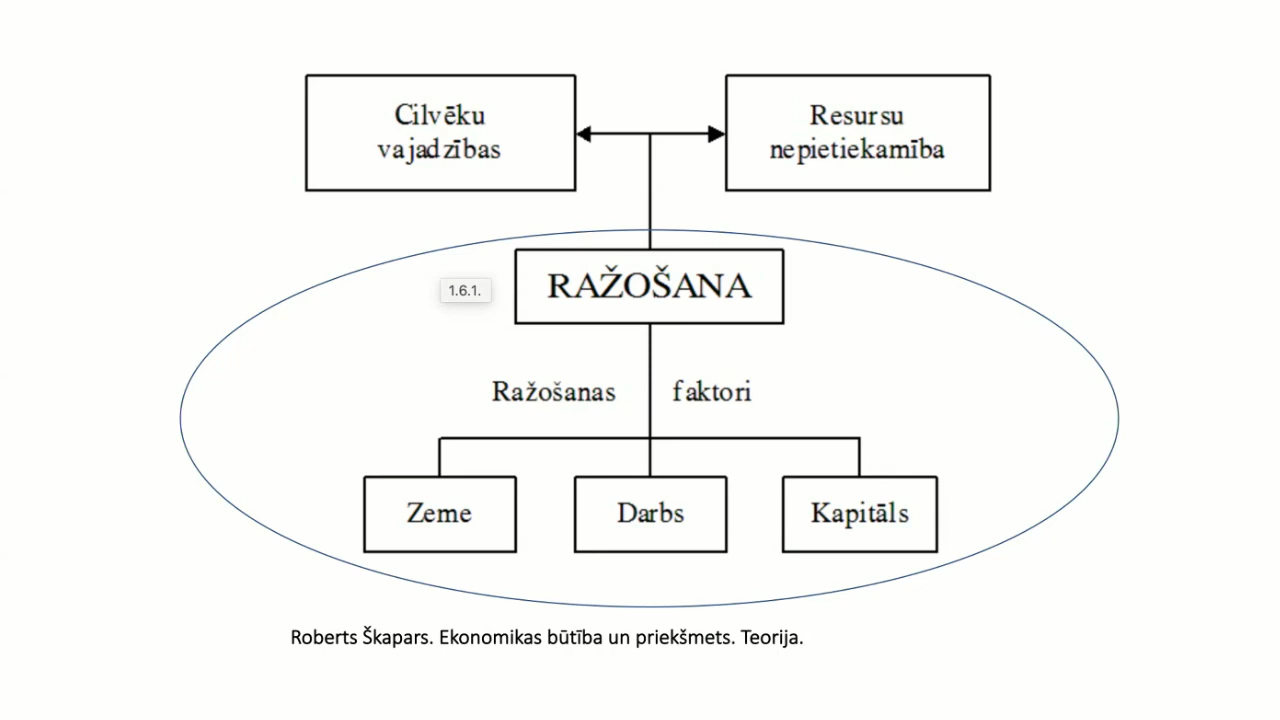 Cilvēku
vajadzības
Resursu
nepietiekamība
RAŽOŠANA
1.6.1.
Ražošanas faktori
Zeme
Darbs
Kapitāls
Roberts Škapars. Ekonomikas būtība un priekšmets. Teorija.